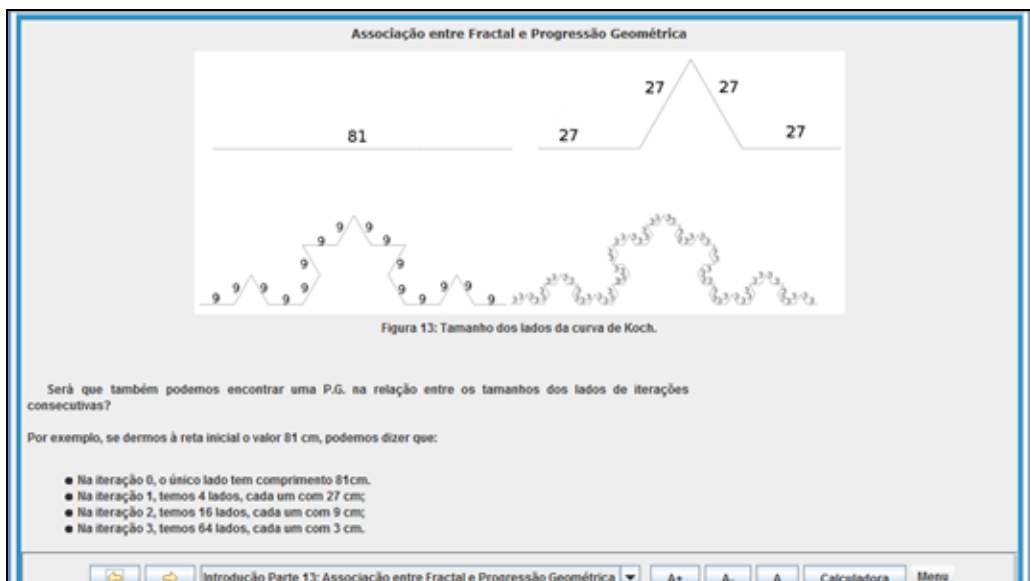 Associação entre Fractal e Progressão Geométrica
27 27
81 27 27
9 9
9 9
9 9
9 9 9 9 9 9
9 9 9 9
Figura 13: Tamanho dos lados da curva de Koch.
Será que também podemos encontrar uma P.G. na relação entre os tamanhos dos lados de iterações
consecutivas?
Por exemplo, se dermos à reta inicial o valor 81 cm, podemos dizer que:
● Na iteração 0, o único lado tem comprimento 81cm.
● Na iteração 1, temos 4 lados, cada um com 27 cm;
● Na iteração 2, temos 16 lados, cada um com 9 cm;
● Na iteração 3, temos 64 lados, cada um com 3 cm.
Introdução Parte 13: Associação entre Fractal e Progressão Geométrica A+ A- A Calculadora Menu